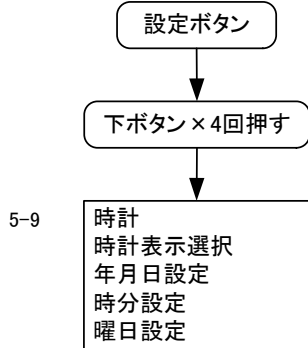 設定ボタン
下ボタン×4回押す
5-9
時計
時計表示選択
年月日設定
時分設定
曜日設定